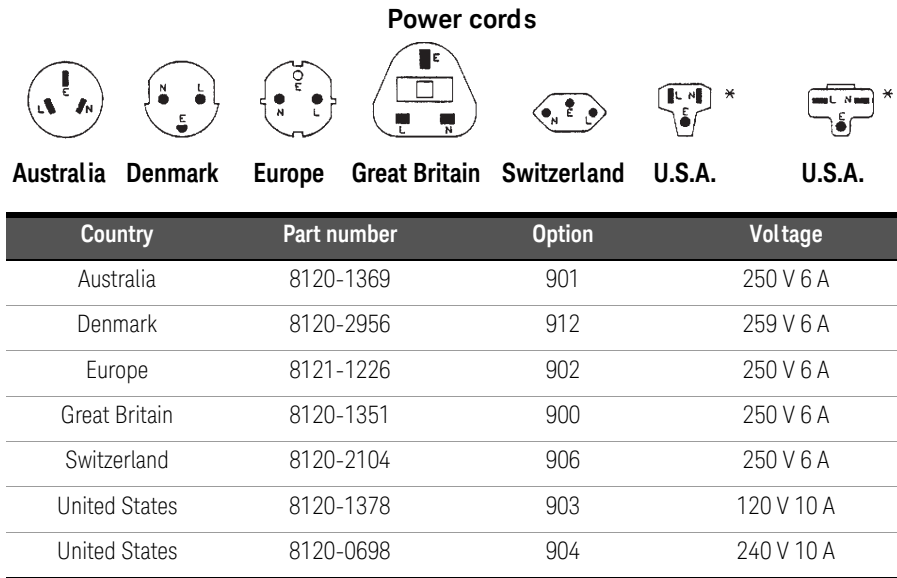 Power cords
E L N
N L E
E N L
E L N
N E L
L N E *
L N E *
Australia Denmark Europe Great Britain Switzerland U.S.A. U.S.A.
Country Part number Option Voltage
Australia 8120-1369 901 250 V 6 A
Denmark 8120-2956 912 259 V 6 A
Europe 8121-1226 902 250 V 6 A
Great Britain 8120-1351 900 250 V 6 A
Switzerland 8120-2104 906 250 V 6 A
United States 8120-1378 903 120 V 10 A
United States 8120-0698 904 240 V 10 A